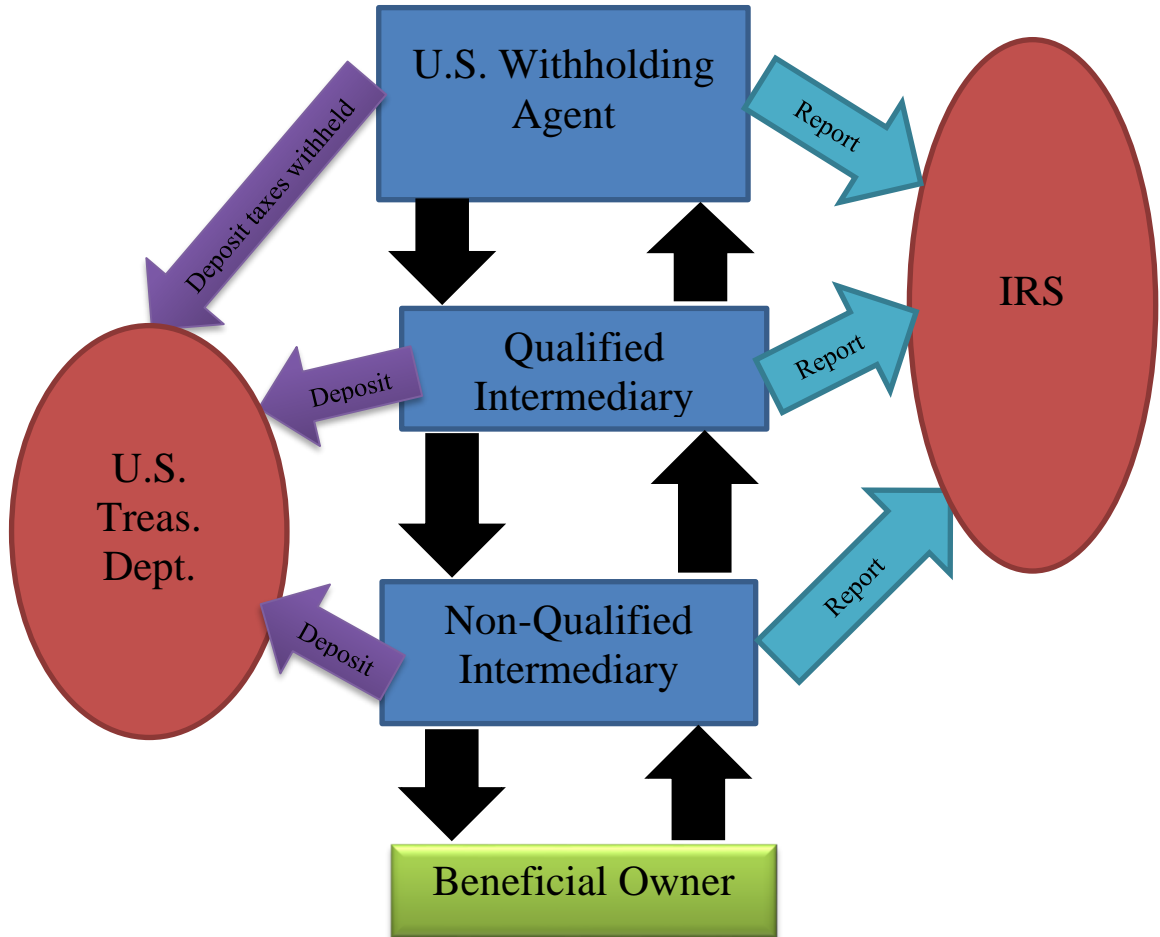 U.S. Withholding
Agent
Report
Deposit taxes withheld
IRS
Qualified
Intermediary
Report
Deposit
U.S.
Treas.
Dept.
Non-Qualified
Intermediary
Report
Deposit
Beneficial Owner